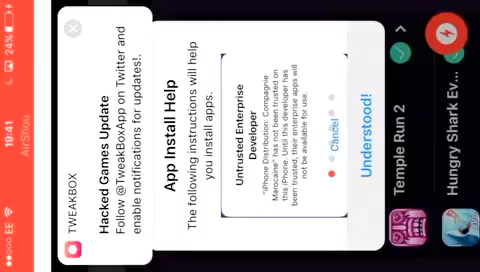 ●●○○○ EE
19:41
24%
AirShou
TWEAKBOX
Hacked Games Update
Follow @TweakBoxApp on Twitter and
enable notifications for updates!.
App Install Help
The following instructions will help
you install apps.
Untrusted Enterprise
Developer
"iPhone Distribution: Compagnie
Marocaine" has not been trusted on
this iPhone. Until this developer has
been trusted, their enterprise apps will
not be available for use.
Cancel
Understood!
Temple Run 2
Hungry Shark Ev...